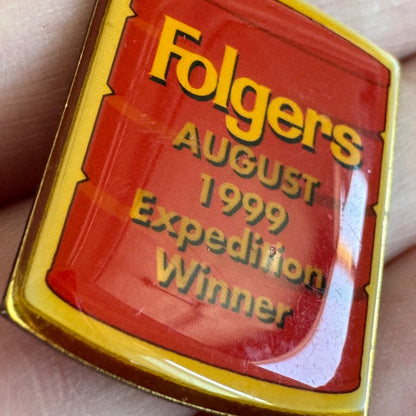 Folgers
AUGUST
1999
Expedition
Winner